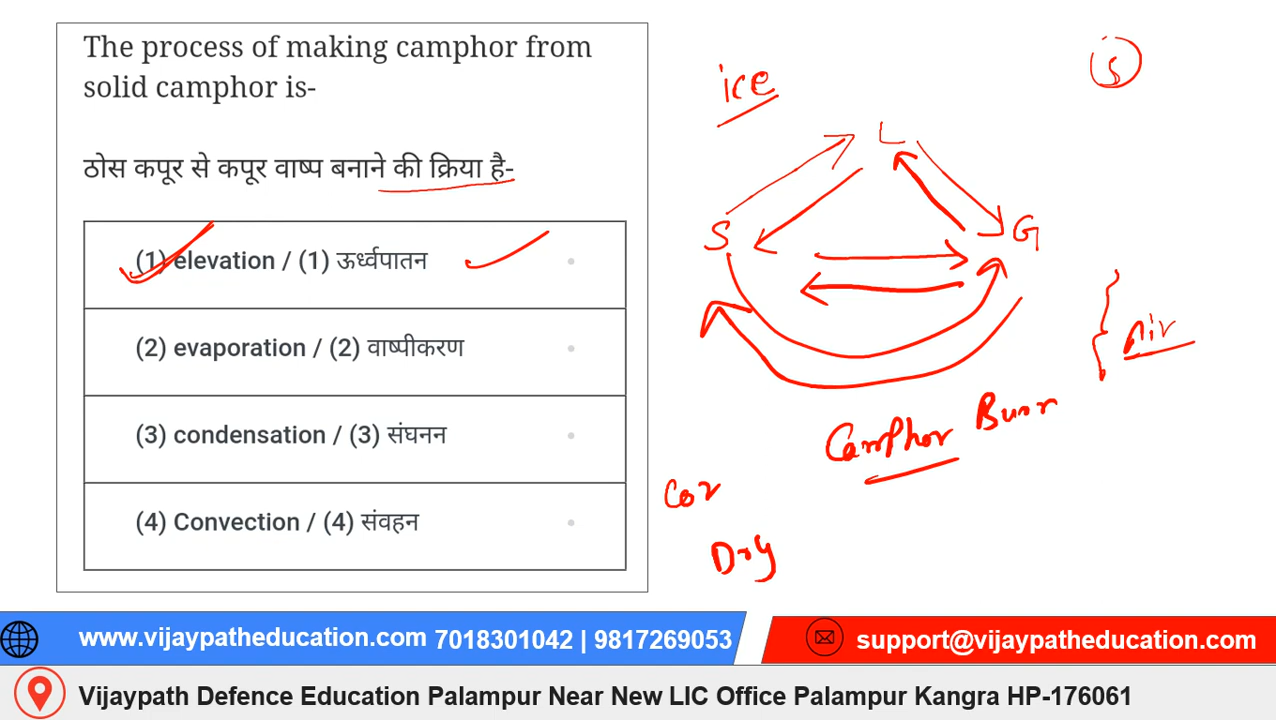 The process of making camphor from
solid camphor is-
ठोस कपूर से कपूर वाष्प बनाने की क्रिया है-
(1) elevation / (1) ऊर्ध्वपातन
(2) evaporation / (2) वाष्पीकरण
(3) condensation / (3) संघनन
(4) Convection / (4) संवहन
ice
S
L
S
G
Air
Camphor
Dry
www.vijaypatheducation.com 7018301042 | 9817269053
support@vijaypatheducation.com
Vijaypath Defence Education Palampur Near New LIC Office Palampur Kangra HP-176061